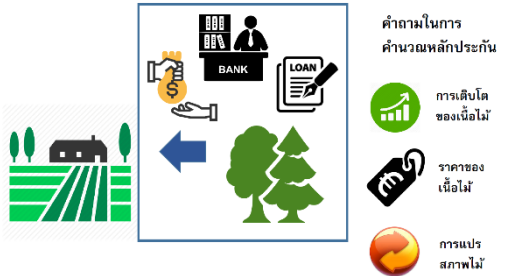 คำถามในการ
คำนวณหลักประกัน
BANK
LOAN
$
การเติบโต
ของเนื้อไม้
ราคาของ
เนื้อไม้
การแปร
สภาพไม้